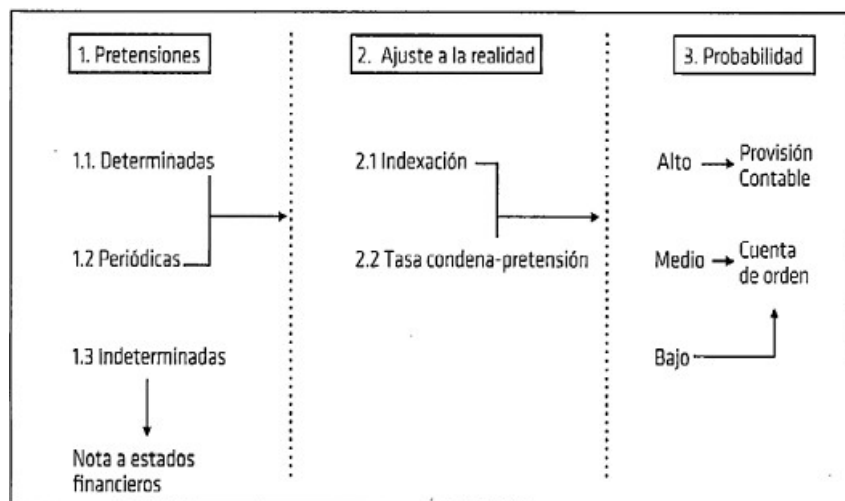 1. Pretensiones
1.1. Determinadas
1.2 Periódicas
1.3 Indeterminadas
Nota a estados
financieros
2. Ajuste a la realidad
2.1 Indexación
2.2 Tasa condena-pretensión
3. Probabilidad
Alto
Provisión
Contable
Medio
Cuenta
de orden
Bajo